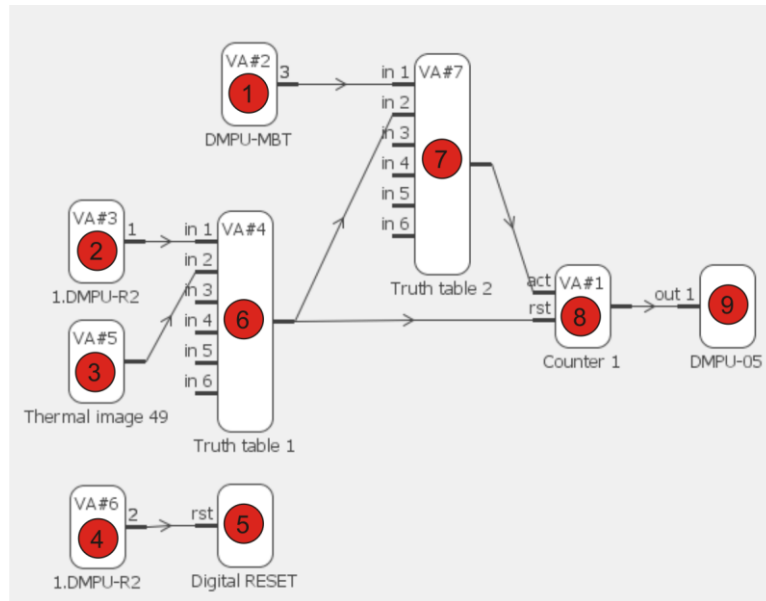 VA#2
1
3
DMPU-MBT
in 1
in 2
in 3
in 4
in 5
in 6
VA#7
7
Truth table 2
VA#3
2
1
1.DMPU-R2
VA#5
3
Thermal image 49
in 1
in 2
in 3
in 4
in 5
in 6
VA#4
6
Truth table 1
act
rst
VA#1
8
Counter 1
out 1
9
DMPU-05
VA#6
4
2
1.DMPU-R2
rst
5
Digital RESET